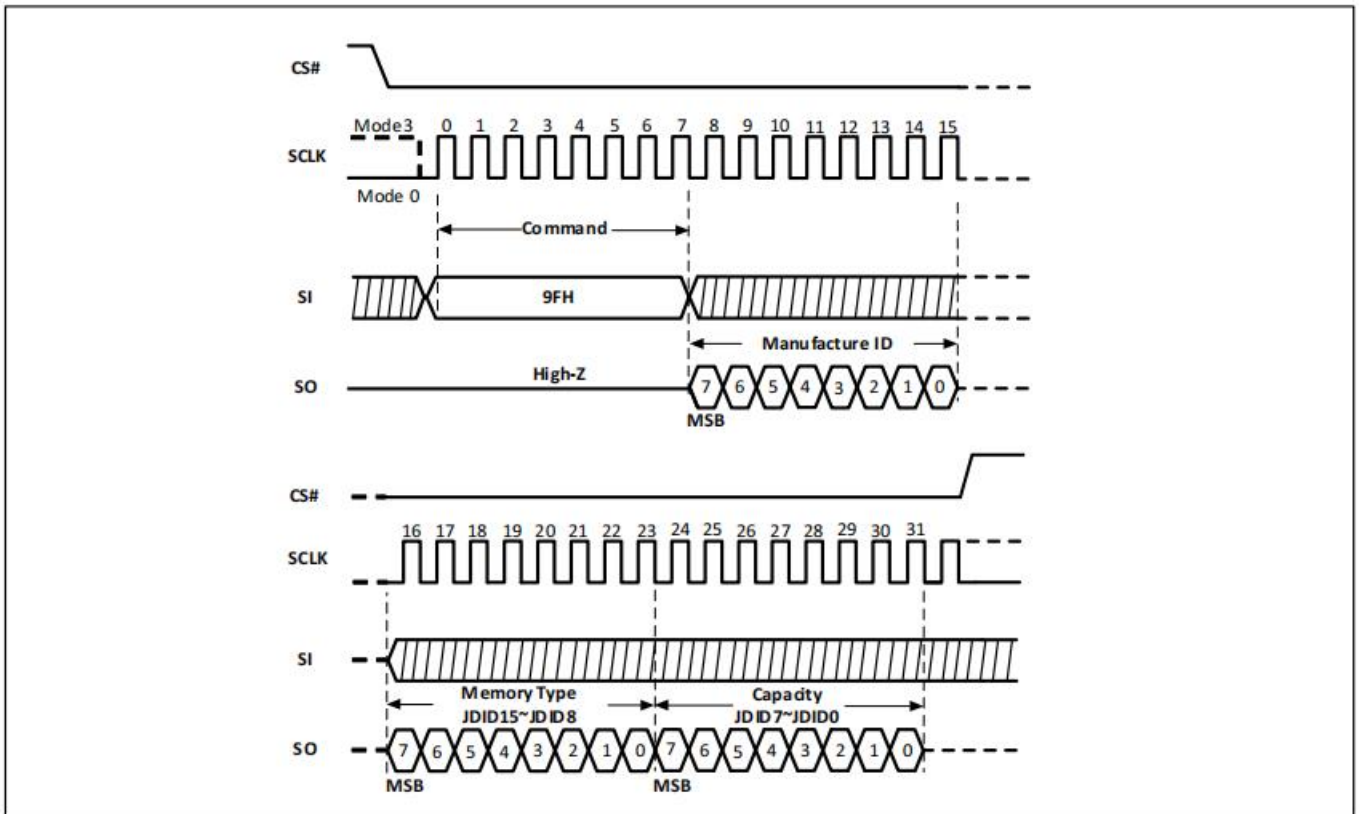 CS#
Mode3 0 1 2 3 4 5 6 7 8 9 10 11 12 13 14 15
SCLK
Mode 0
Command
SI 9FH
Manufacture ID
SO High-Z 7 6 5 4 3 2 1 0
MSB
CS#
16 17 18 19 20 21 22 23 24 25 26 27 28 29 30 31
SCLK
SI
Memory Type Capacity
JDID15~JDID8 JDID7~JDID0
SO 7 6 5 4 3 2 1 0 7 6 5 4 3 2 1 0
MSB MSB